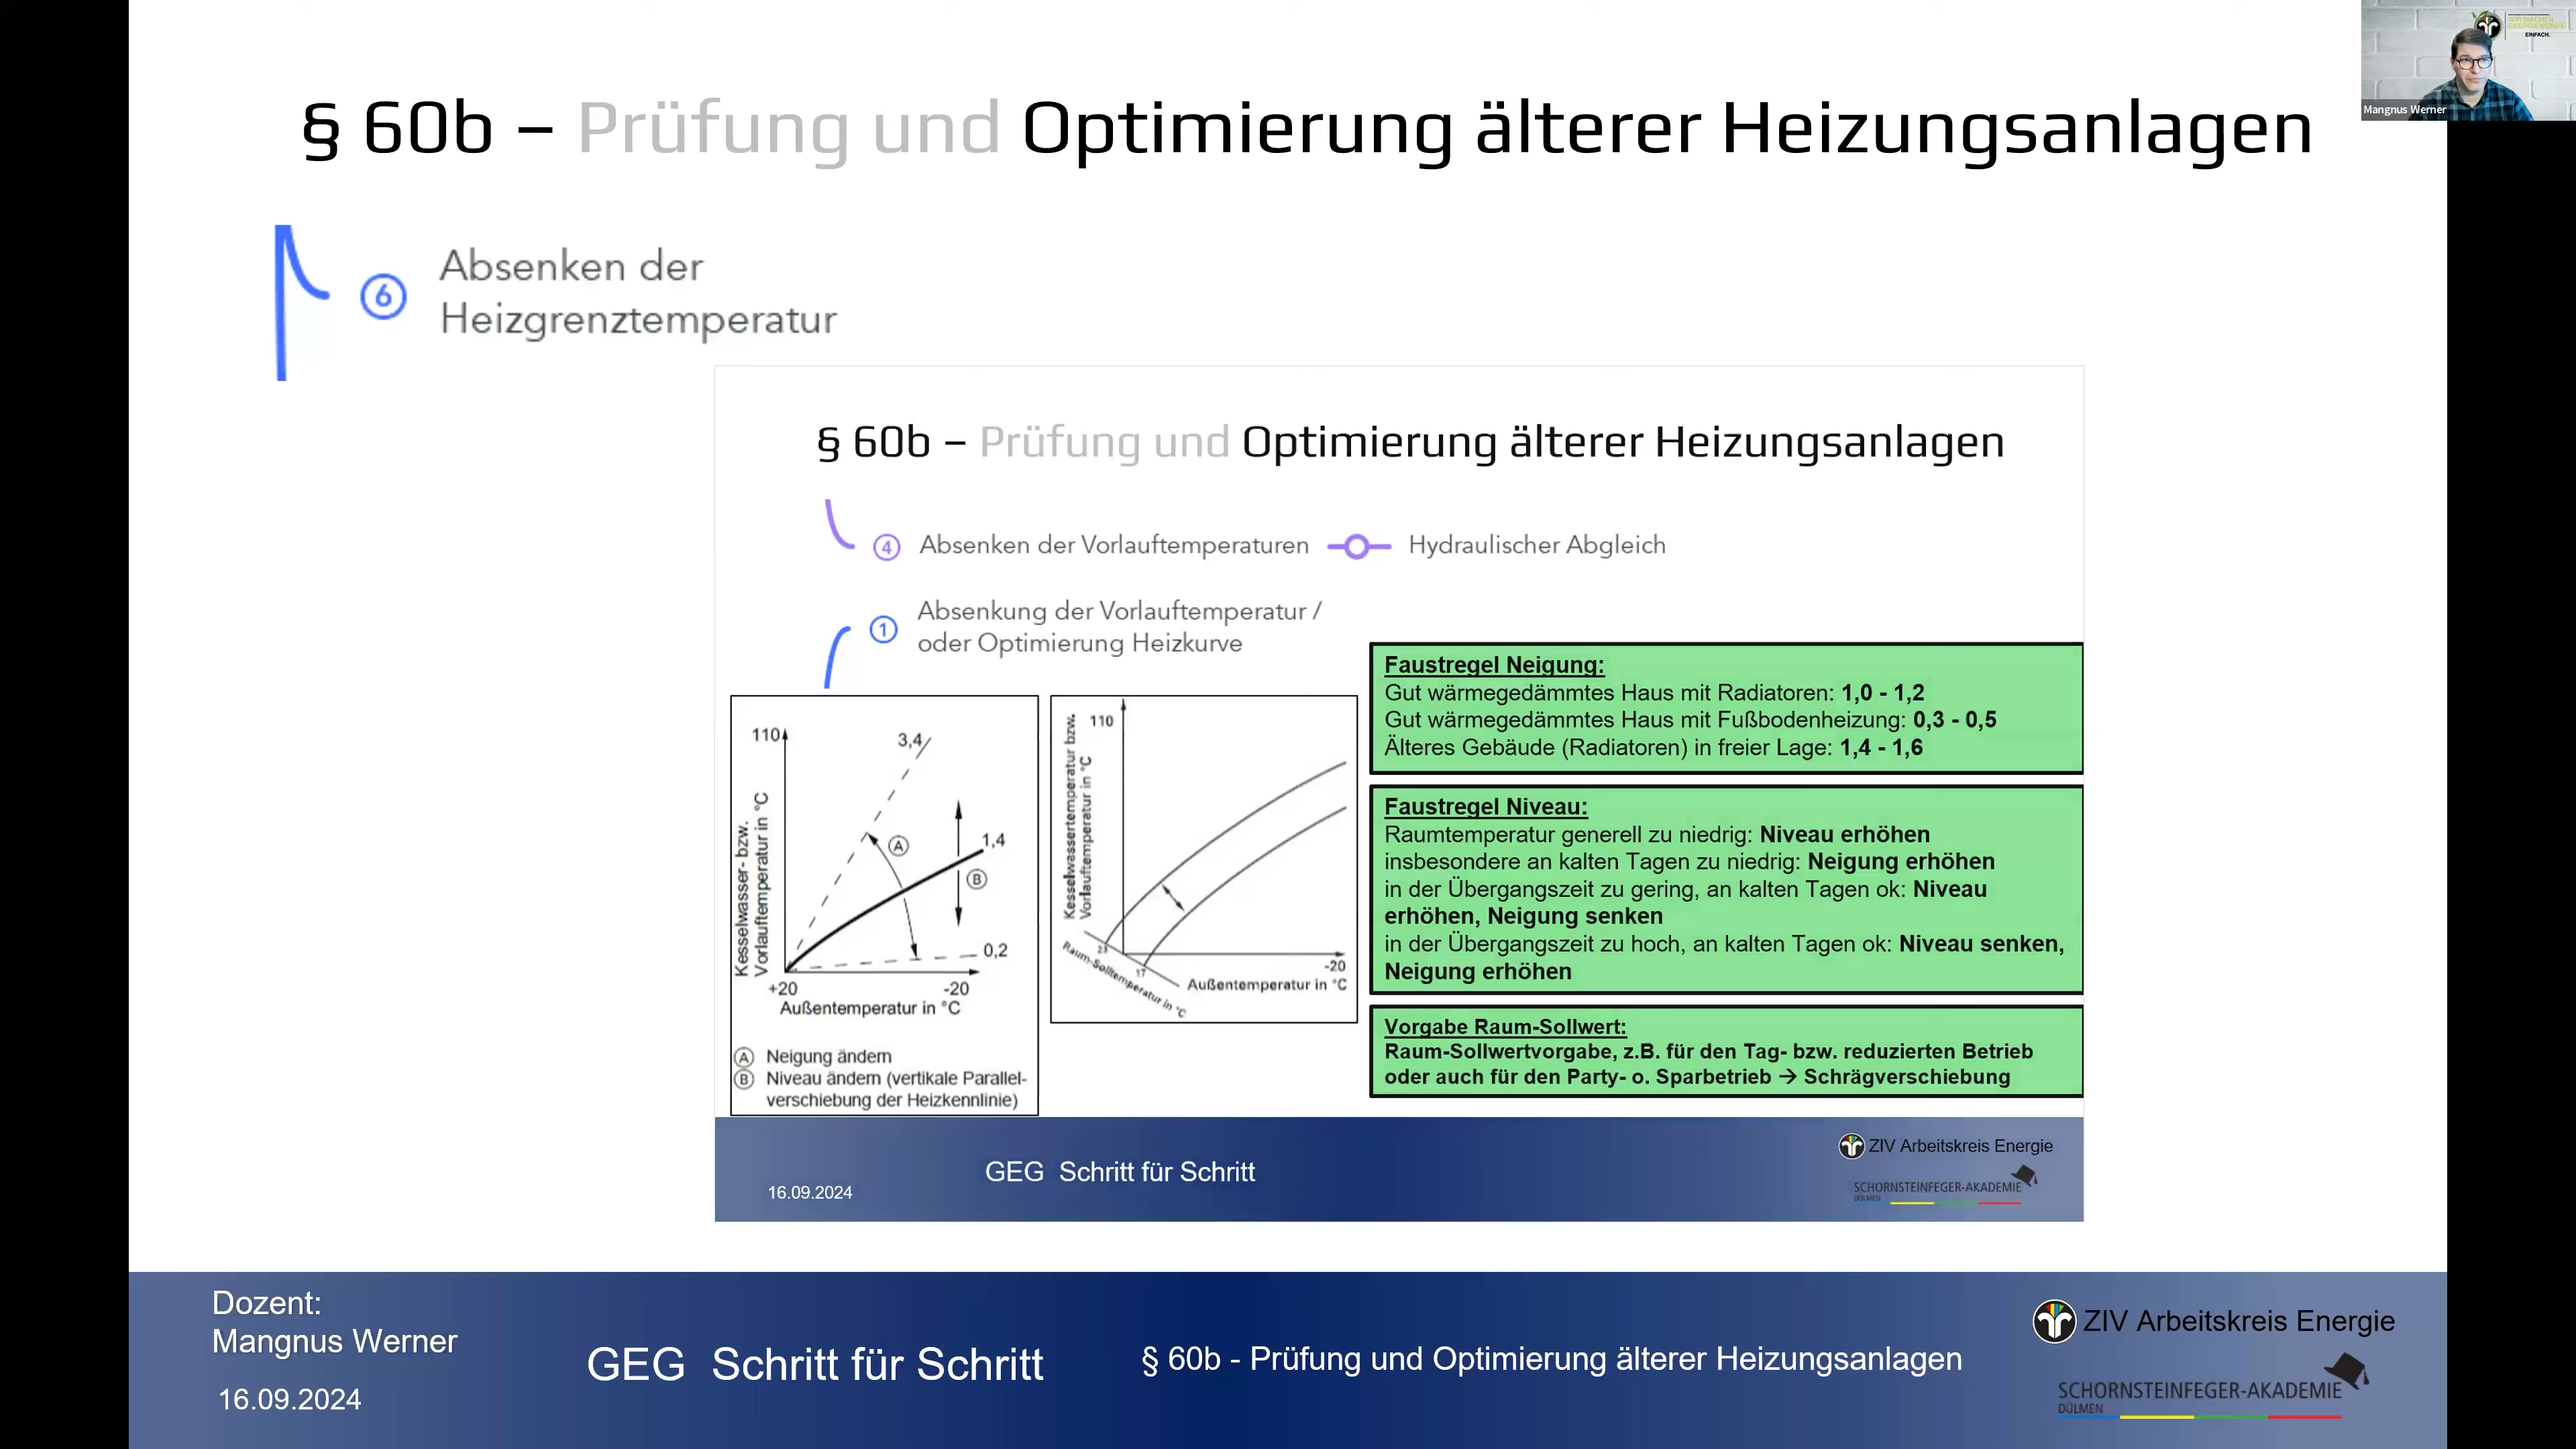 WIR MACHEN
ENERGIEWENDE
EINFACH.
Mangnus Werner
§ 60b – Prüfung und Optimierung älterer Heizungsanlagen
6
Absenken der
Heizgrenztemperatur
§ 60b – Prüfung und Optimierung älterer Heizungsanlagen
4 Absenken der Vorlauftemperaturen Hydraulischer Abgleich
1
Absenkung der Vorlauftemperatur /
oder Optimierung Heizkurve
110
3,4
A
1,4
B
0,2
Kesselwasser- bzw.
Vorlauftemperatur in °C
+20
-20
Außentemperatur in °C
A Neigung ändern
B Niveau ändern (vertikale Parallel-
verschiebung der Heizkennlinie)
110
Kesselwassertemperatur bzw.
Vorlauftemperatur in °C
23
17
-20
Raum-Solltemperatur in °C
Außentemperatur in °C
Faustregel Neigung:
Gut wärmegedämmtes Haus mit Radiatoren: 1,0 - 1,2
Gut wärmegedämmtes Haus mit Fußbodenheizung: 0,3 - 0,5
Älteres Gebäude (Radiatoren) in freier Lage: 1,4 - 1,6
Faustregel Niveau:
Raumtemperatur generell zu niedrig: Niveau erhöhen
insbesondere an kalten Tagen zu niedrig: Neigung erhöhen
in der Übergangszeit zu gering, an kalten Tagen ok: Niveau
erhöhen, Neigung senken
in der Übergangszeit zu hoch, an kalten Tagen ok: Niveau senken,
Neigung erhöhen
Vorgabe Raum-Sollwert:
Raum-Sollwertvorgabe, z.B. für den Tag- bzw. reduzierten Betrieb
oder auch für den Party- o. Sparbetrieb → Schrägverschiebung
16.09.2024
GEG Schritt für Schritt
ZIV Arbeitskreis Energie
SCHORNSTEINFEGER-AKADEMIE
DÜLMEN
Dozent:
Mangnus Werner
16.09.2024
GEG Schritt für Schritt
§ 60b - Prüfung und Optimierung älterer Heizungsanlagen
ZIV Arbeitskreis Energie
SCHORNSTEINFEGER-AKADEMIE
DÜLMEN